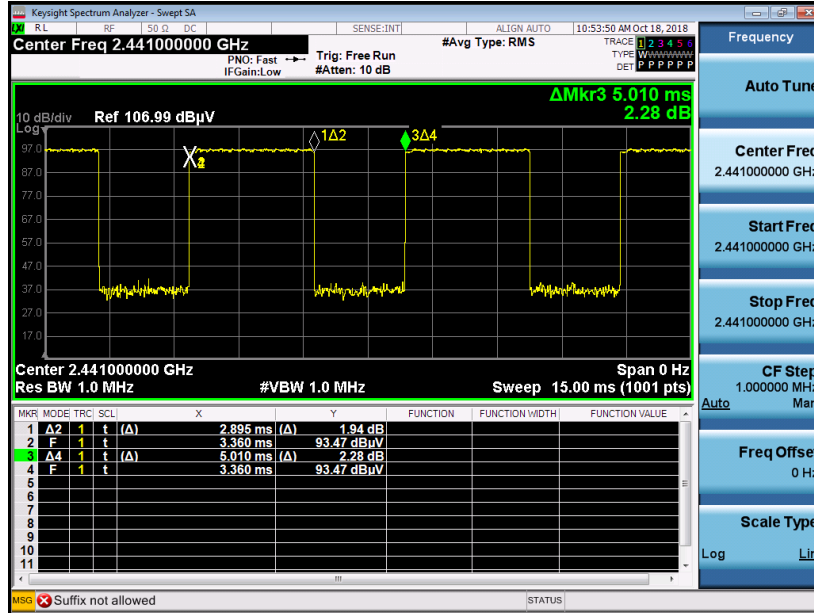 Keysight Spectrum Analyzer - Swept SA
LXI RL RF 50 Ω DC SENSE:INT ALIGN AUTO 10:53:50 AM Oct 18, 2018
Center Freq 2.441000000 GHz #Avg Type: RMS TRACE 1 2 3 4 5 6
PNO: Fast Trig: Free Run TYPE WWWWWW
IFGain:Low #Atten: 10 dB DET P P P P P P
ΔMkr3 5.010 ms
10 dB/div Ref 106.99 dBµV 2.28 dB
Log
1Δ2 3Δ4
97.0
87.0
77.0
67.0
57.0
47.0
37.0
27.0
17.0
Center 2.441000000 GHz Span 0 Hz
Res BW 1.0 MHz #VBW 1.0 MHz Sweep 15.00 ms (1001 pts)
MKR MODE TRC SCL X Y FUNCTION FUNCTION WIDTH FUNCTION VALUE
1 Δ2 1 t (Δ) 2.895 ms (Δ) 1.94 dB
2 F 1 t 3.360 ms 93.47 dBµV
3 Δ4 1 t (Δ) 5.010 ms (Δ) 2.28 dB
4 F 1 t 3.360 ms 93.47 dBµV
5
6
7
8
9
10
11
MSG Suffix not allowed STATUS
Frequency
Auto Tune
Center Freq
2.441000000 GHz
Start Freq
2.441000000 GHz
Stop Freq
2.441000000 GHz
CF Step
1.000000 MHz
Auto Man
Freq Offset
0 Hz
Scale Type
Log Lin